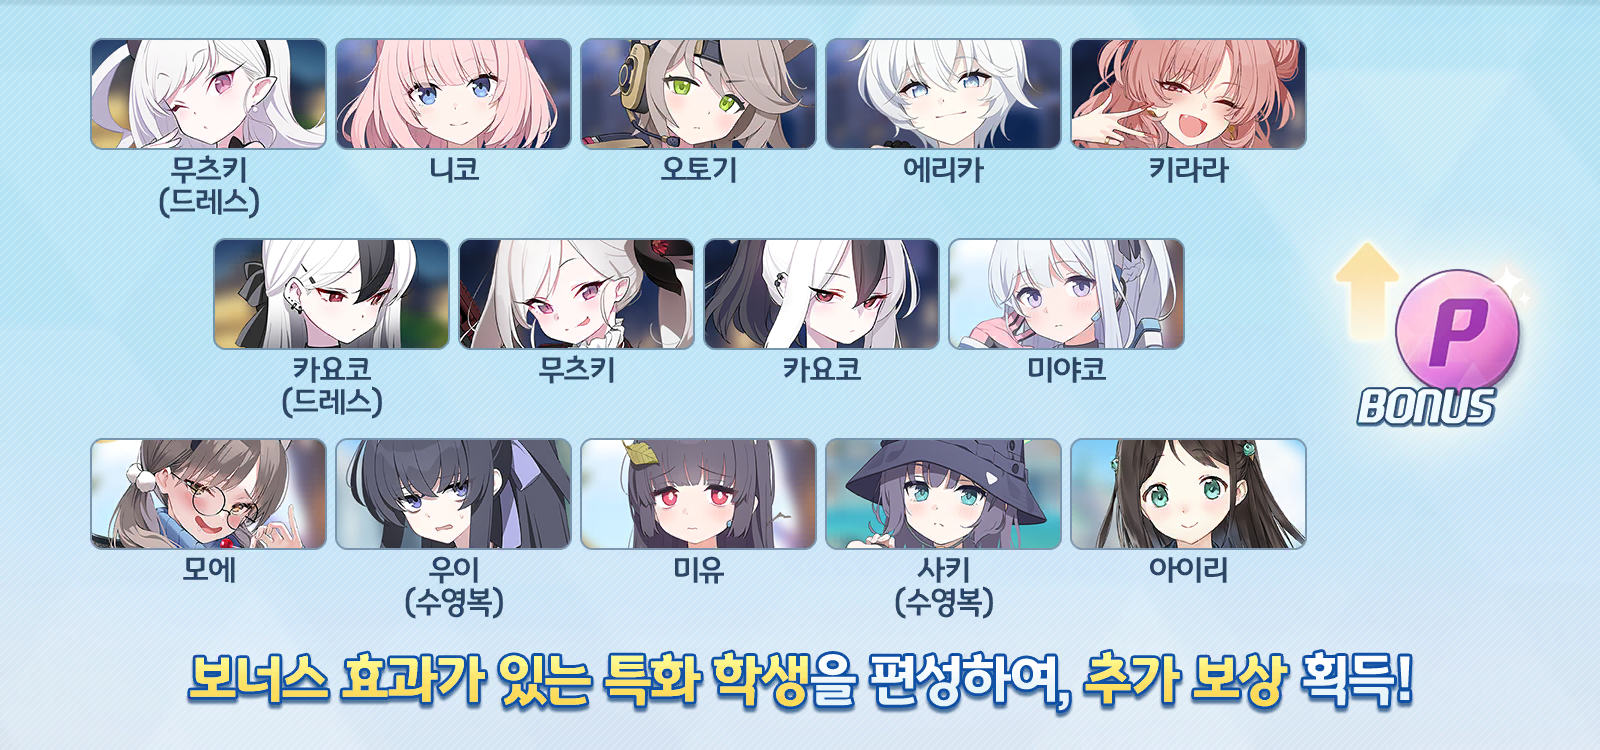 무츠키
(드레스)
니코
오토기
에리카
키라라
카요코
(드레스)
무츠키
카요코
미야코
P
BONUS
모에
우이
(수영복)
미유
사키
(수영복)
아이리
보너스 효과가 있는 특화 학생을 편성하여, 추가 보상 획득!